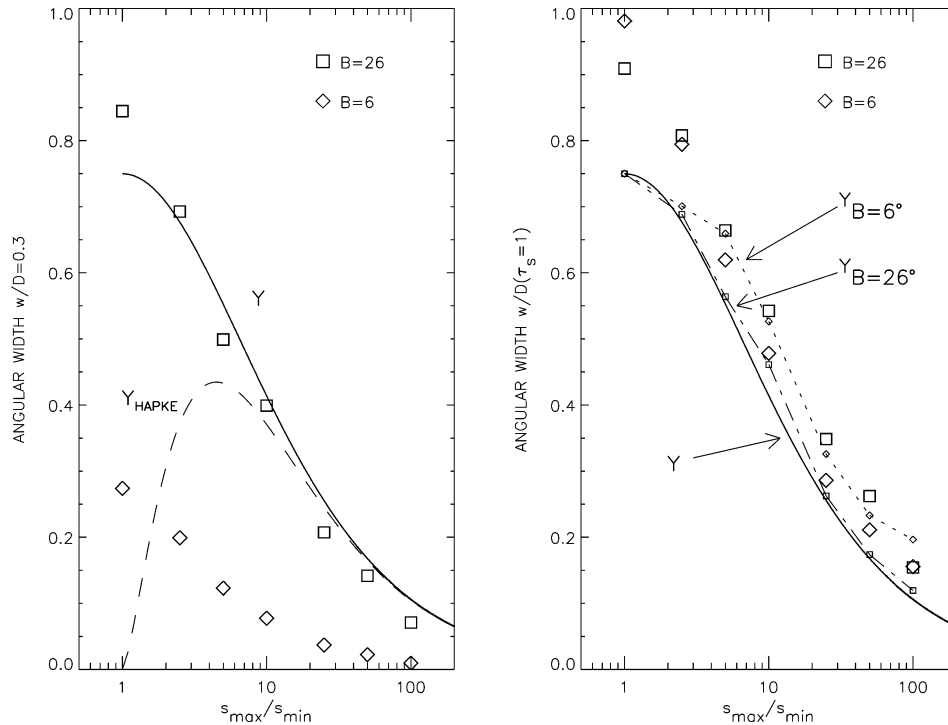 1.0
0.8
0.6
0.4
0.2
0.0
ANGULAR WIDTH w/D=0.3
B=26
B=6
Y
Y_HAPKE
1 10 100
s_max/s_min
1.0
0.8
0.6
0.4
0.2
0.0
ANGULAR WIDTH w/D(τ_s=1)
B=26
B=6
Y_B=6°
Y_B=26°
Y
1 10 100
s_max/s_min